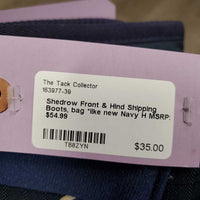 The Tack Collector
163977-39
Shedrow Front & Hind Shipping
Boots, bag *like new Navy H MSRP:
$54.99
T88ZYN
$35.00